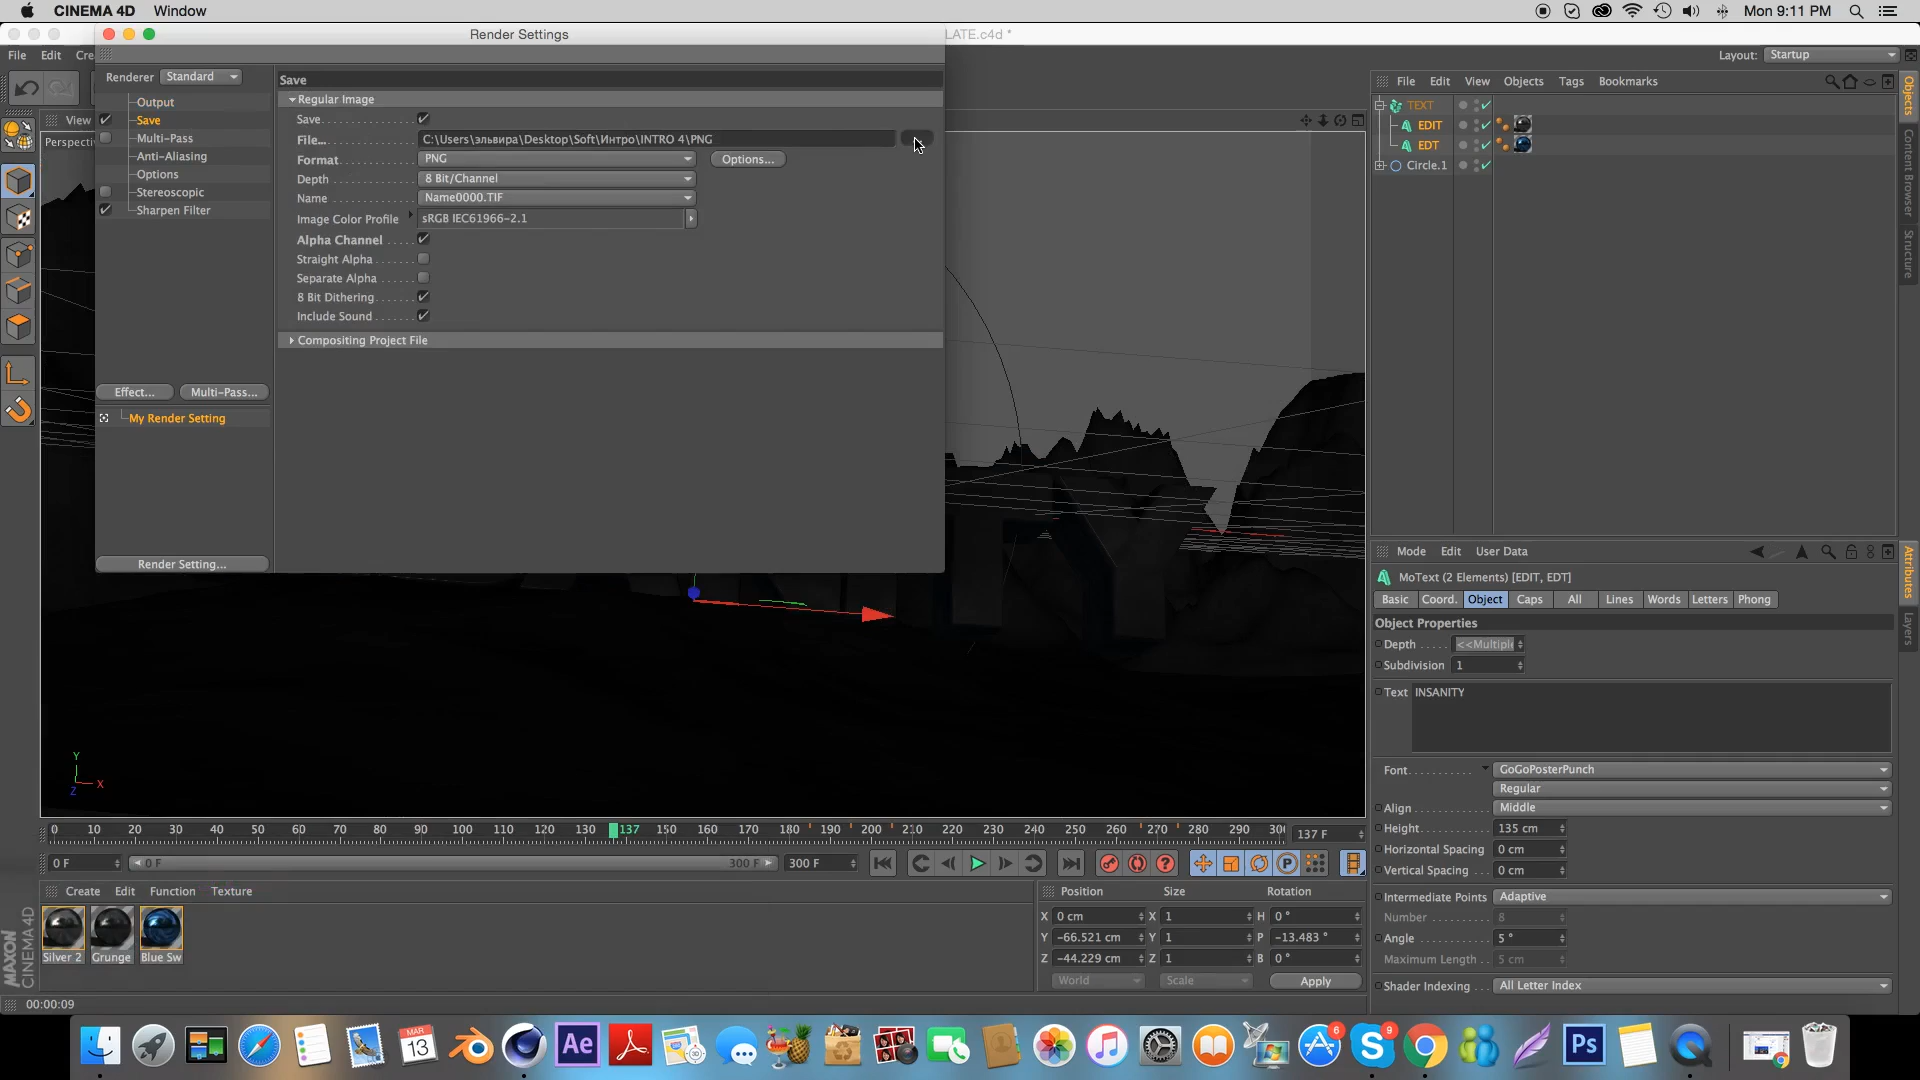 CINEMA 4D Window Mon 9:11 PM
Render Settings
LATE.c4d *
File Edit Cre
Layout: Startup
Renderer Standard
Output
Save
Multi-Pass
Anti-Aliasing
Options
Stereoscopic
Sharpen Filter
Effect... Multi-Pass...
My Render Setting
Render Setting...
Save
Regular Image
Save
File... C:\Users\эльвира\Desktop\Soft\Интро\INTRO 4\PNG
Format PNG Options...
Depth 8 Bit/Channel
Name Name0000.TIF
Image Color Profile sRGB IEC61966-2.1
Alpha Channel
Straight Alpha
Separate Alpha
8 Bit Dithering
Include Sound
Compositing Project File
View
Perspecti
File Edit View Objects Tags Bookmarks
TEXT
EDIT
EDT
Circle.1
Objects
Content Browser
Structure
Mode Edit User Data
MoText (2 Elements) [EDIT, EDT]
Basic Coord. Object Caps All Lines Words Letters Phong
Object Properties
Depth <<Multipl
Subdivision 1
Text INSANITY
Font GoGoPosterPunch
Regular
Align Middle
Height 135 cm
Horizontal Spacing 0 cm
Vertical Spacing 0 cm
Intermediate Points Adaptive
Number 8
Angle 5 °
Maximum Length 5 cm
Shader Indexing All Letter Index
Attributes
Layers
Y
X
Z
0 10 20 30 40 50 60 70 80 90 100 110 120 130 137 150 160 170 180 190 200 210 220 230 240 250 260 270 280 290 30 137 F
0 F 0 F 300 F 300 F
Create Edit Function Texture
Silver 2 Grunge Blue Sw
Position Size Rotation
X 0 cm X 1 H 0 °
Y -66.521 cm Y 1 P -13.483 °
Z -44.229 cm Z 1 B 0 °
World Scale Apply
MAXON
CINEMA 4D
00:00:09
MAR
13
Ae
6
9
Ps